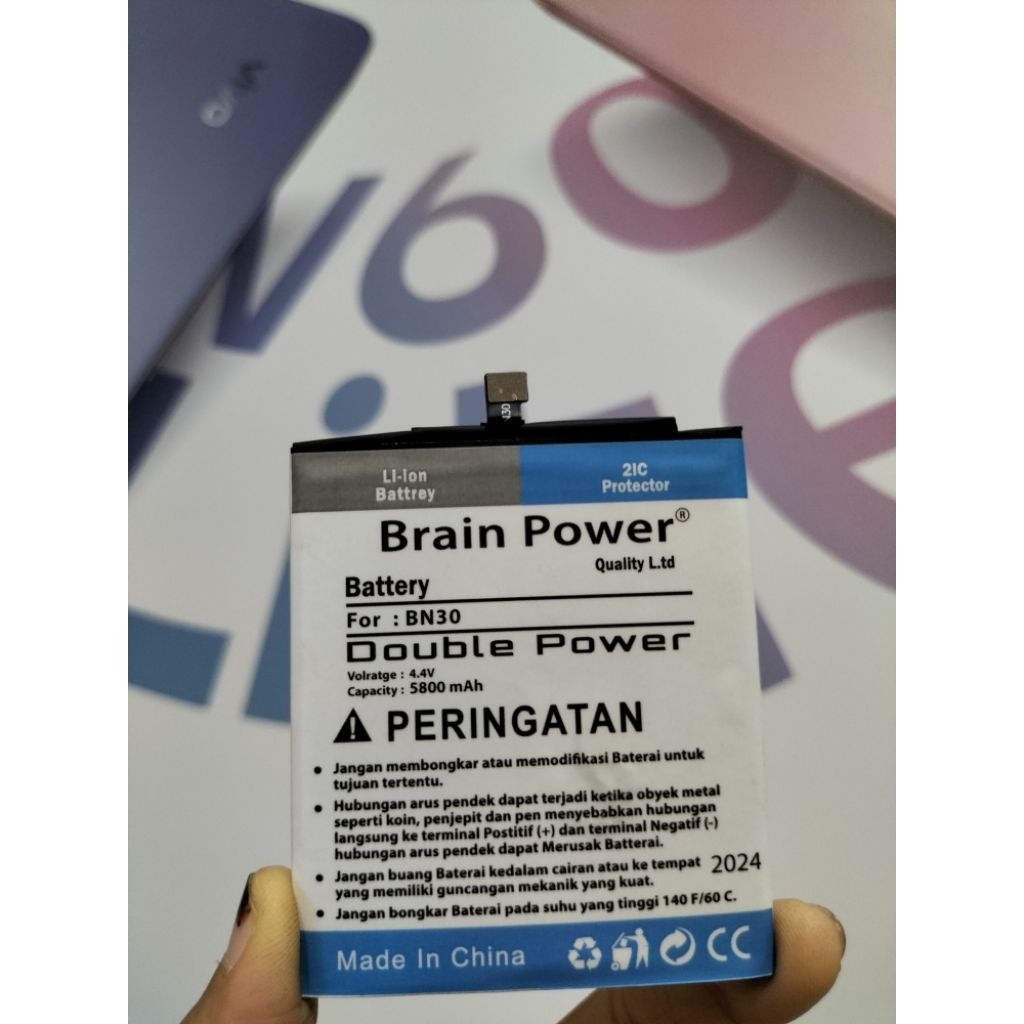 V60
Lite
N30
LI-Ion
Battrey
2IC
Protector
Brain Power®
Quality L.td
Battery
For : BN30
Double Power
Volratge : 4.4V
Capacity : 5800 mAh
PERINGATAN
• Jangan membongkar atau memodifikasi Baterai untuk
tujuan tertentu.
• Hubungan arus pendek dapat terjadi ketika obyek metal
seperti koin, penjepit dan pen menyebabkan hubungan
langsung ke terminal Postitif (+) dan terminal Negatif (-)
hubungan arus pendek dapat Merusak Batterai.
• Jangan buang Baterai kedalam cairan atau ke tempat
yang memiliki guncangan mekanik yang kuat.
2024
• Jangan bongkar Baterai pada suhu yang tinggi 140 F/60 C.
Made In China
CC